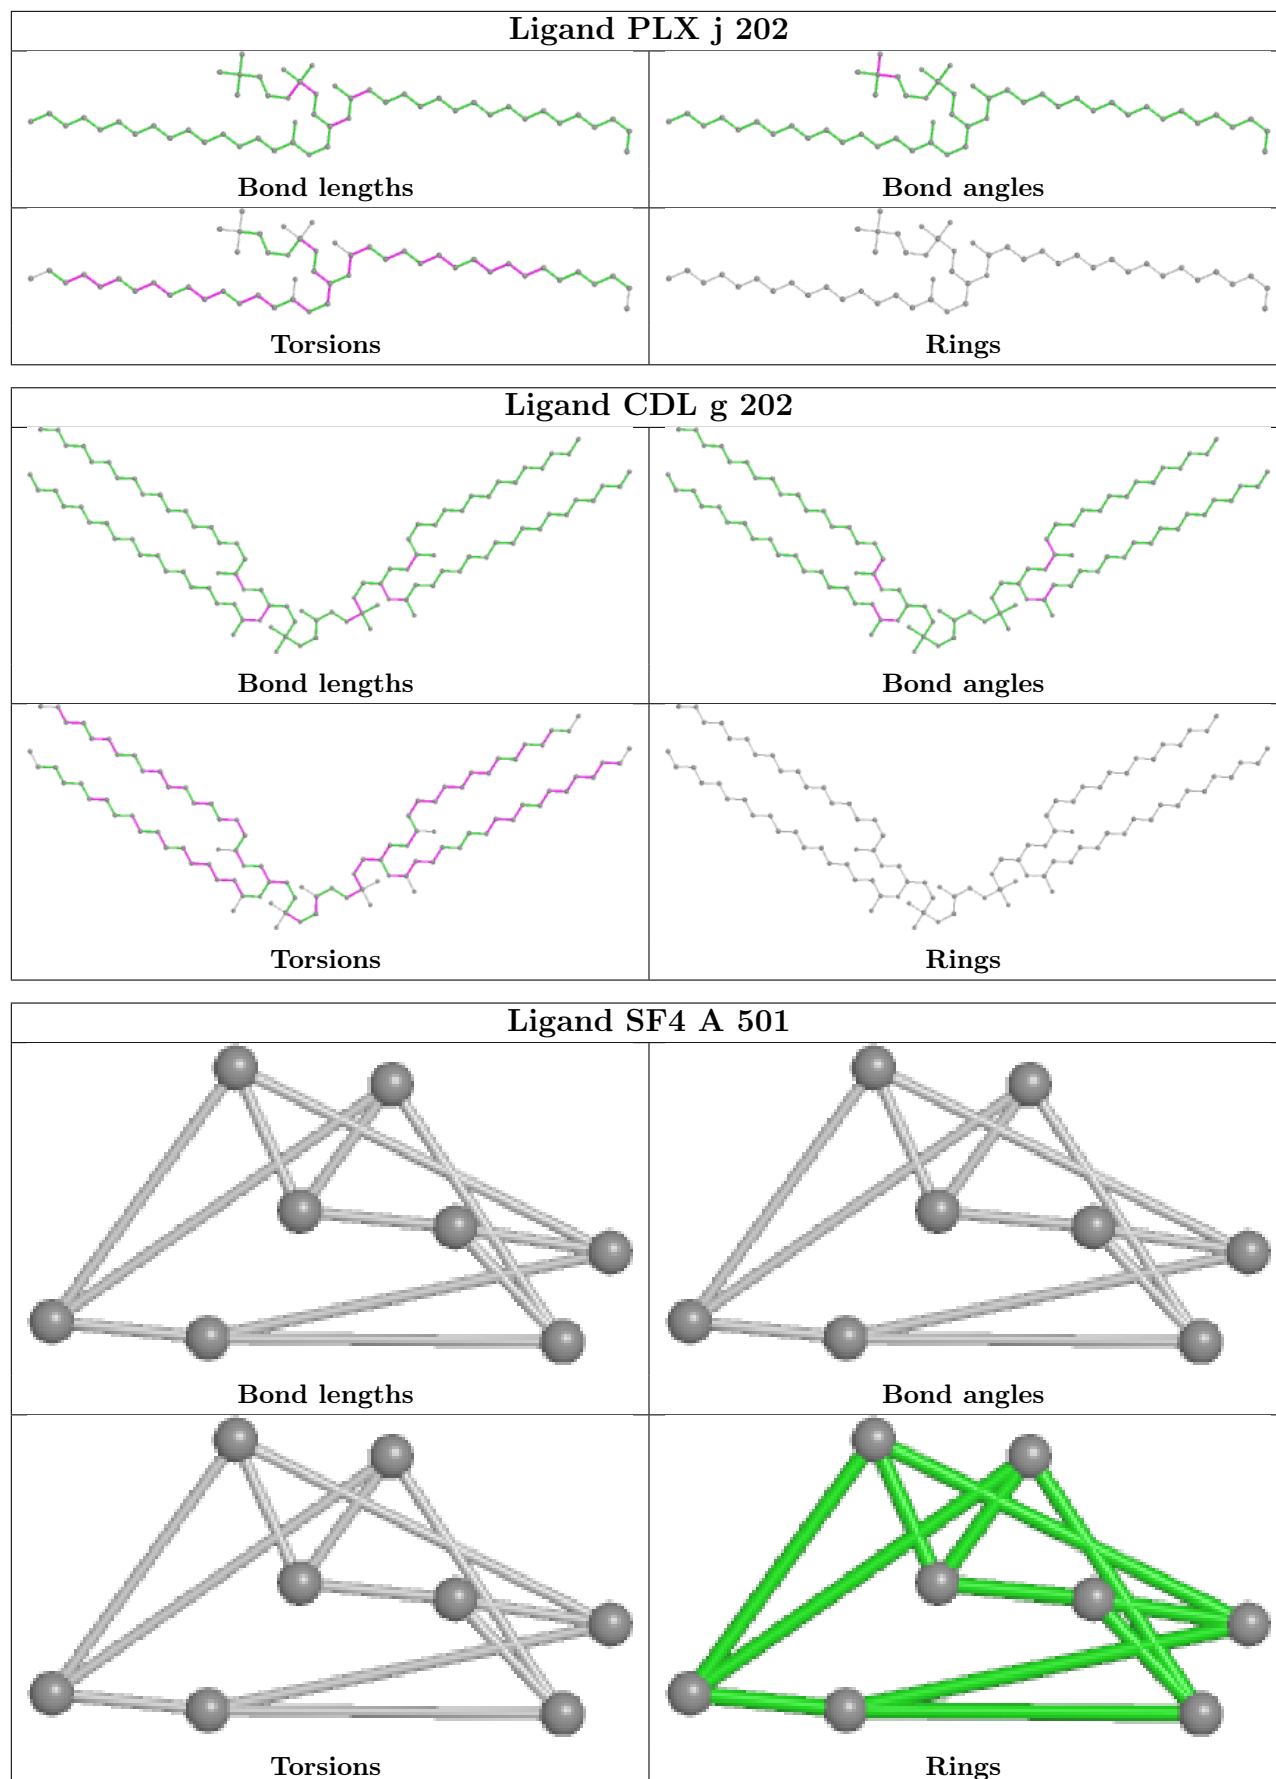 Ligand PLX j 202
Bond lengths
Bond angles
Torsions
Rings
Ligand CDL g 202
Bond lengths
Bond angles
Torsions
Rings
Ligand SF4 A 501
Bond lengths
Bond angles
Torsions
Rings